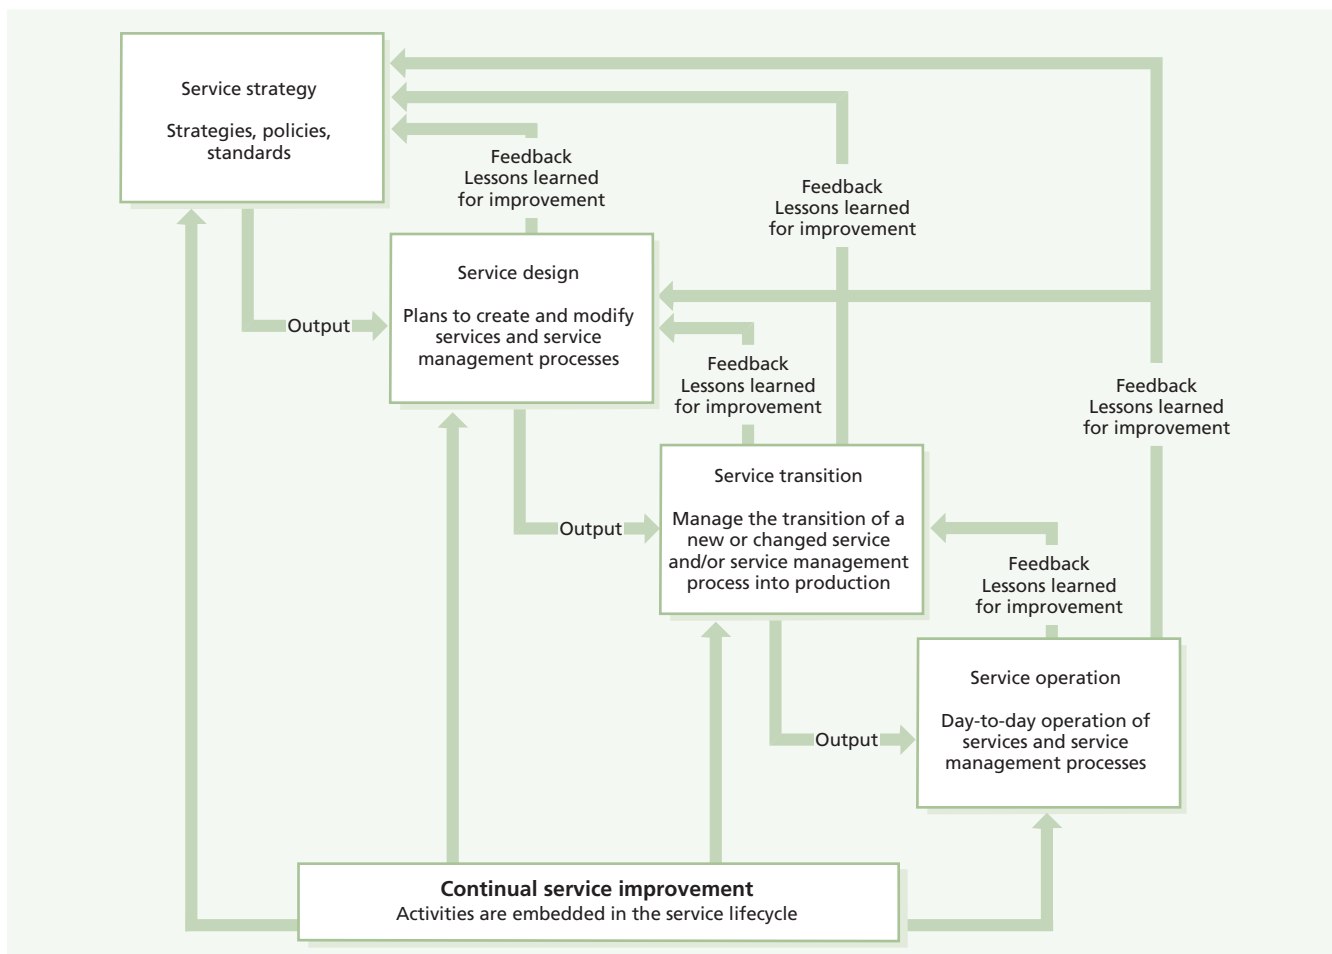 Service strategy
Strategies, policies,
standards
Feedback
Lessons learned
for improvement
Feedback
Lessons learned
for improvement
Service design
Plans to create and modify
services and service
management processes
Output
Feedback
Lessons learned
for improvement
Feedback
Lessons learned
for improvement
Service transition
Manage the transition of a
new or changed service
and/or service management
process into production
Output
Feedback
Lessons learned
for improvement
Service operation
Day-to-day operation of
services and service
management processes
Output
Continual service improvement
Activities are embedded in the service lifecycle